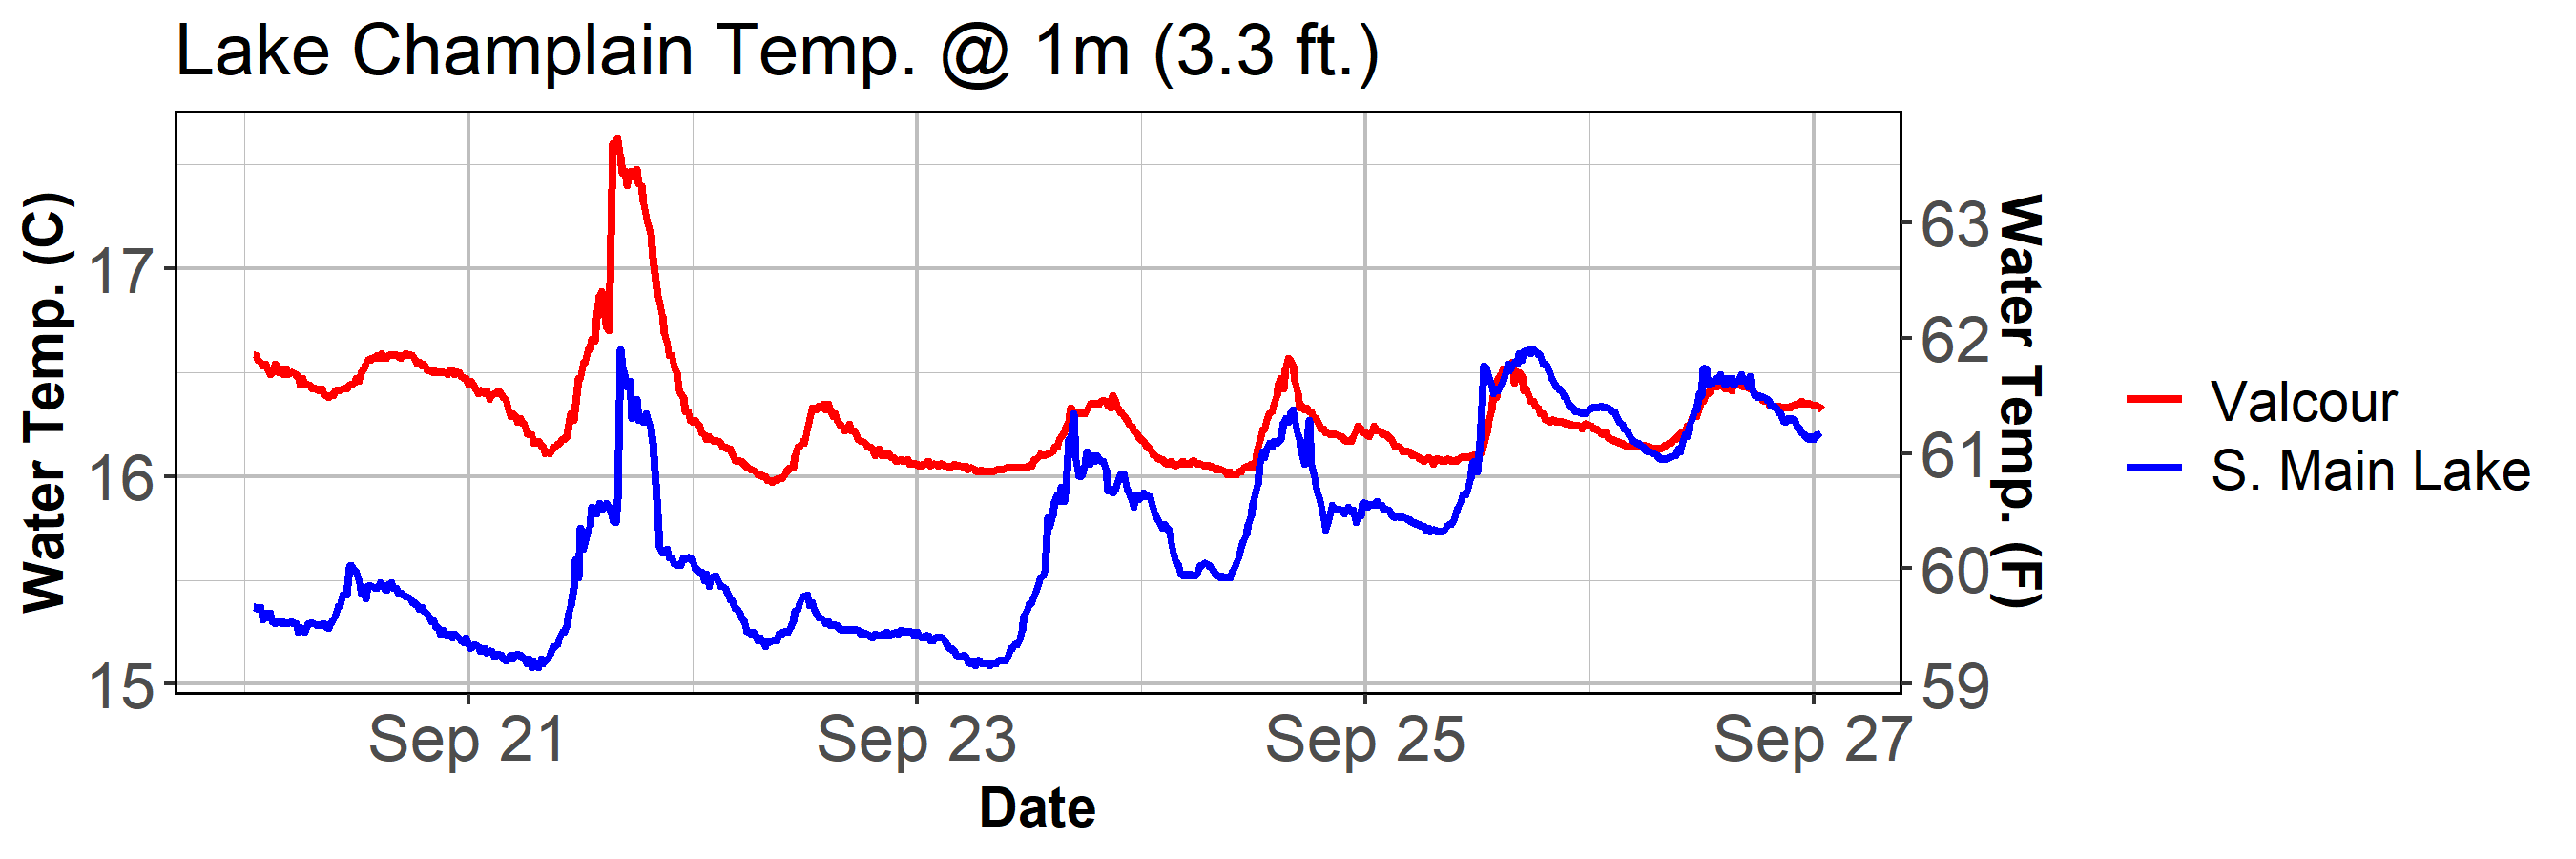 Lake Champlain Temp. @ 1m (3.3 ft.)
Water Temp. (C)
17
16
15
63
62
61
60
59
Water Temp. (F)
Sep 21
Sep 23
Sep 25
Sep 27
Date
Valcour
S. Main Lake